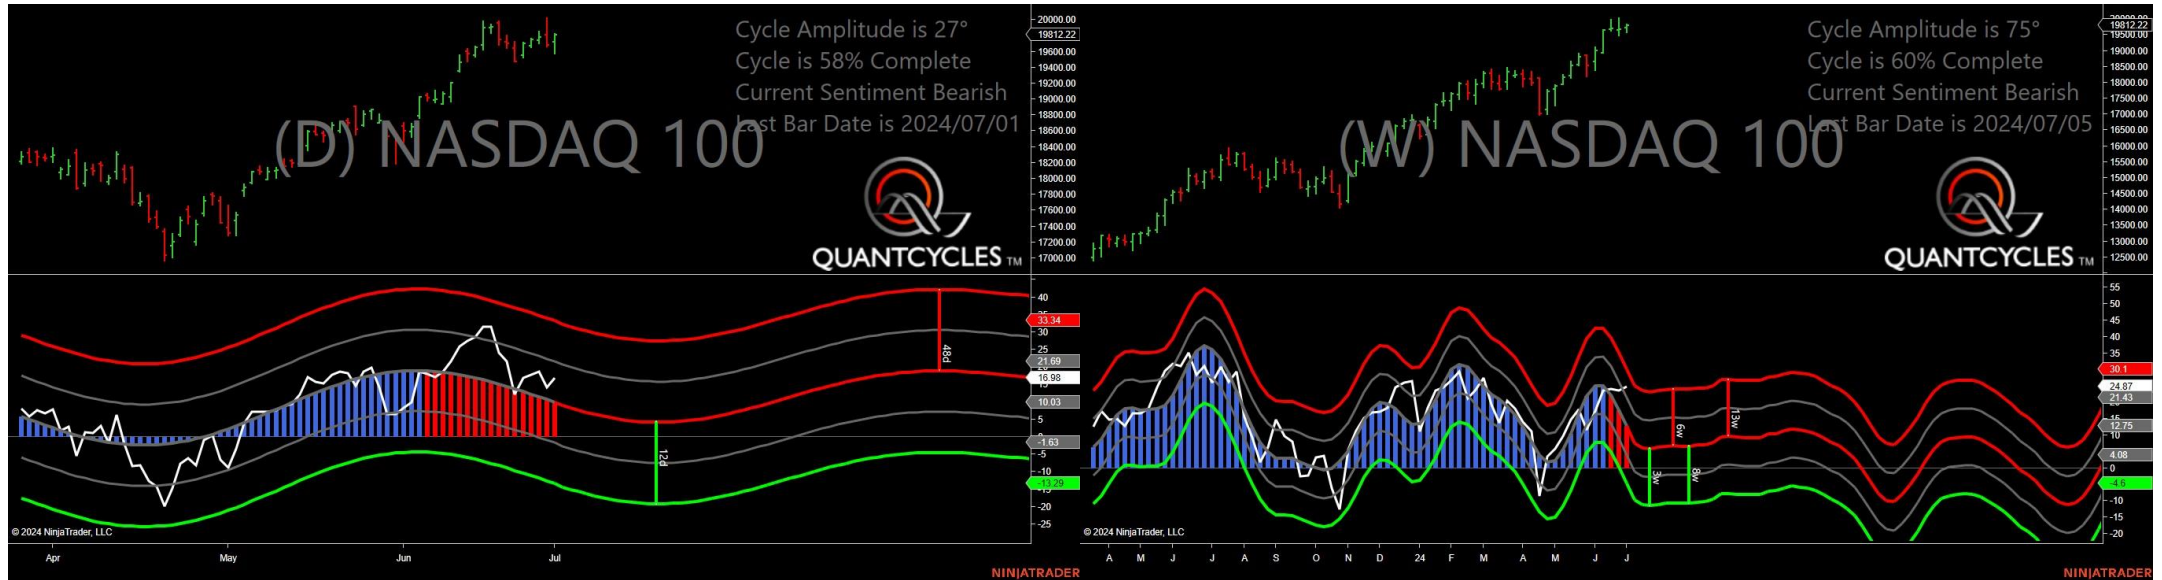 Cycle Amplitude is 27°
Cycle is 58% Complete
Current Sentiment Bearish
Last Bar Date is 2024/07/01
(D) NASDAQ 100
QUANTCYCLES TM
20000.00
19812.22
19600.00
19400.00
19200.00
19000.00
18800.00
18600.00
18400.00
18200.00
18000.00
17800.00
17600.00
17400.00
17200.00
17000.00
40
33.34
30
25
21.69
16.98
10.03
5
-1.63
-5
-10
-13.29
-20
-25
48d
12d
© 2024 NinjaTrader, LLC
Apr May Jun Jul
NINJATRADER
Cycle Amplitude is 75°
Cycle is 60% Complete
Current Sentiment Bearish
Last Bar Date is 2024/07/05
(W) NASDAQ 100
QUANTCYCLES TM
20000.00
19812.22
19500.00
19000.00
18500.00
18000.00
17500.00
17000.00
16500.00
16000.00
15500.00
15000.00
14500.00
14000.00
13500.00
13000.00
12500.00
55
50
45
40
35
30.1
24.87
21.43
12.75
10
4.08
0
-4.6
-10
-15
-20
3w
6w
8w
13w
© 2024 NinjaTrader, LLC
A M J J A S O N D 24 F M A M J J
NINJATRADER